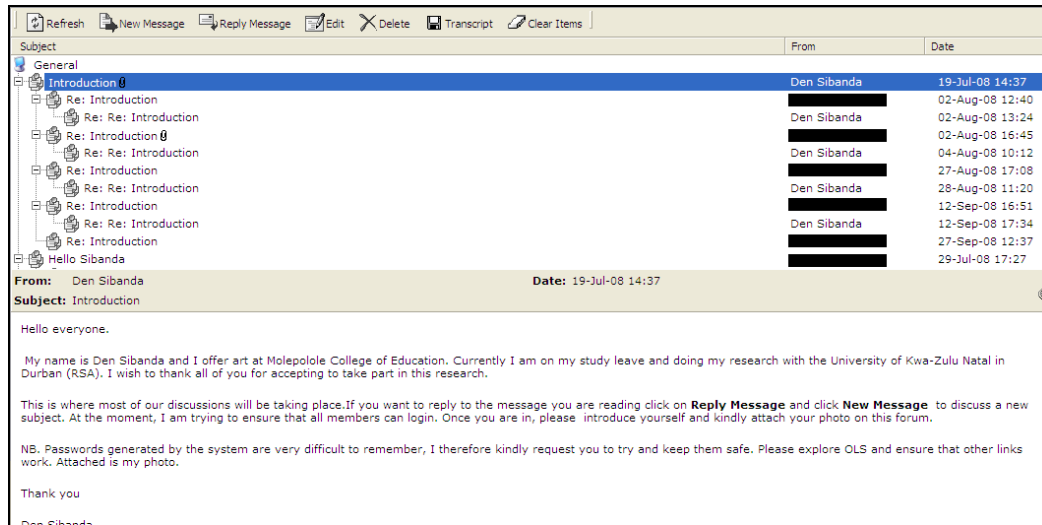 Refresh New Message Reply Message Edit Delete Transcript Clear Items
Subject From Date
General
Introduction Den Sibanda 19-Jul-08 14:37
Re: Introduction 02-Aug-08 12:40
Re: Re: Introduction Den Sibanda 02-Aug-08 13:24
Re: Introduction 02-Aug-08 16:45
Re: Re: Introduction Den Sibanda 04-Aug-08 10:12
Re: Introduction 27-Aug-08 17:08
Re: Re: Introduction Den Sibanda 28-Aug-08 11:20
Re: Introduction 12-Sep-08 16:51
Re: Re: Introduction Den Sibanda 12-Sep-08 17:34
Re: Introduction 27-Sep-08 12:37
Hello Sibanda 29-Jul-08 17:27
From: Den Sibanda Date: 19-Jul-08 14:37
Subject: Introduction
Hello everyone.
My name is Den Sibanda and I offer art at Molepolole College of Education. Currently I am on my study leave and doing my research with the University of Kwa-Zulu Natal in
Durban (RSA). I wish to thank all of you for accepting to take part in this research.
This is where most of our discussions will be taking place.If you want to reply to the message you are reading click on Reply Message and click New Message to discuss a new
subject. At the moment, I am trying to ensure that all members can login. Once you are in, please introduce yourself and kindly attach your photo on this forum.
NB. Passwords generated by the system are very difficult to remember, I therefore kindly request you to try and keep them safe. Please explore OLS and ensure that other links
work. Attached is my photo.
Thank you
Den Sibanda